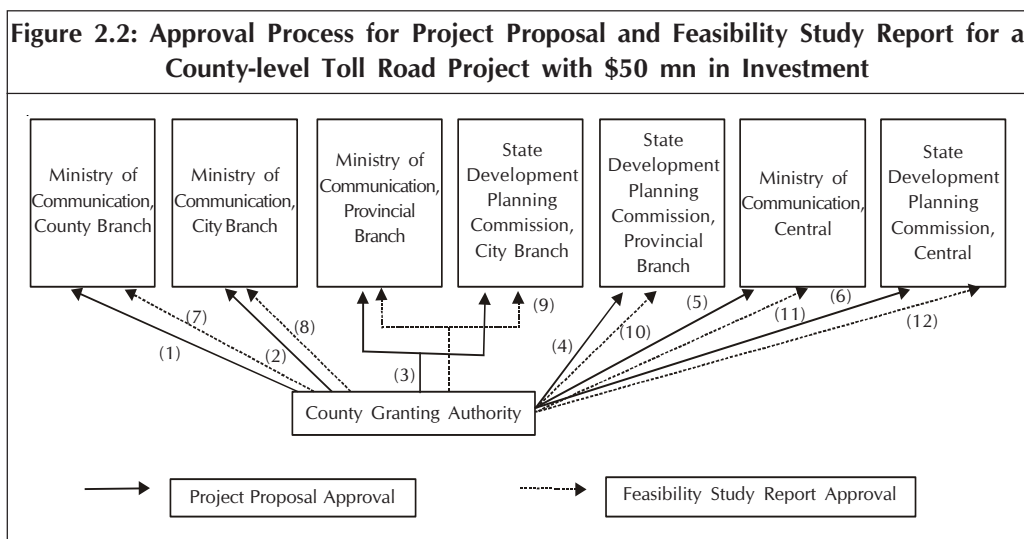 Figure 2.2: Approval Process for Project Proposal and Feasibility Study Report for a
County-level Toll Road Project with $50 mn in Investment
Ministry of
Communication,
County Branch
Ministry of
Communication,
City Branch
Ministry of
Communication,
Provincial
Branch
State
Development
Planning
Commission,
City Branch
State
Development
Planning
Commission,
Provincial
Branch
Ministry of
Communication,
Central
State
Development
Planning
Commission,
Central
(1)
(7)
(2)
(8)
(3)
(9)
(4)
(10)
(5)
(11)
(6)
(12)
County Granting Authority
Project Proposal Approval
Feasibility Study Report Approval